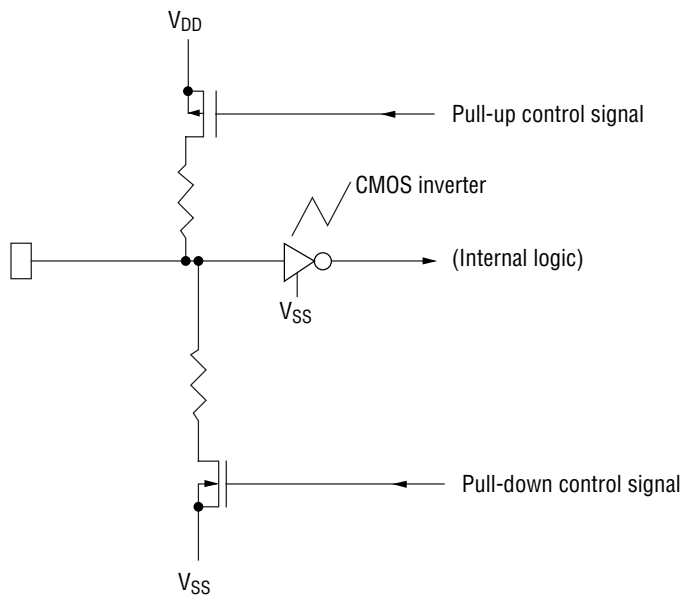 VDD
Pull-up control signal
CMOS inverter
(Internal logic)
VSS
Pull-down control signal
VSS